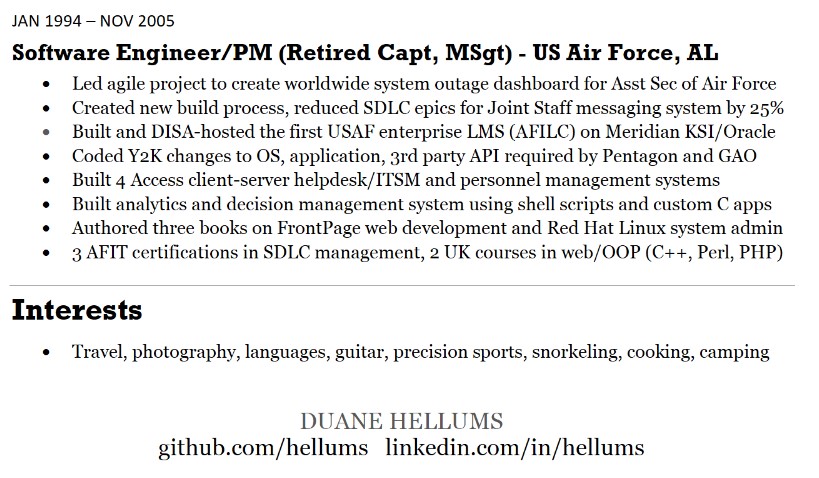 JAN 1994 – NOV 2005
Software Engineer/PM (Retired Capt, MSgt) - US Air Force, AL
• Led agile project to create worldwide system outage dashboard for Asst Sec of Air Force
• Created new build process, reduced SDLC epics for Joint Staff messaging system by 25%
• Built and DISA-hosted the first USAF enterprise LMS (AFILC) on Meridian KSI/Oracle
• Coded Y2K changes to OS, application, 3rd party API required by Pentagon and GAO
• Built 4 Access client-server helpdesk/ITSM and personnel management systems
• Built analytics and decision management system using shell scripts and custom C apps
• Authored three books on FrontPage web development and Red Hat Linux system admin
• 3 AFIT certifications in SDLC management, 2 UK courses in web/OOP (C++, Perl, PHP)
Interests
• Travel, photography, languages, guitar, precision sports, snorkeling, cooking, camping
DUANE HELLUMS
github.com/hellums linkedin.com/in/hellums